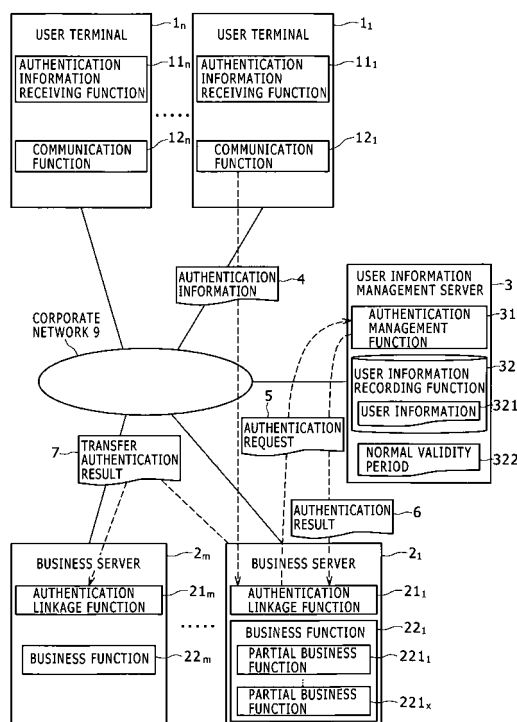 1n
USER TERMINAL
AUTHENTICATION
INFORMATION
RECEIVING FUNCTION
11n
COMMUNICATION
FUNCTION
12n
.....
11
USER TERMINAL
AUTHENTICATION
INFORMATION
RECEIVING FUNCTION
111
COMMUNICATION
FUNCTION
121
AUTHENTICATION
INFORMATION
4
CORPORATE
NETWORK 9
USER INFORMATION
MANAGEMENT SERVER
3
AUTHENTICATION
MANAGEMENT
FUNCTION
31
USER INFORMATION
RECORDING FUNCTION
32
USER INFORMATION
321
NORMAL VALIDITY
PERIOD
322
5
AUTHENTICATION
REQUEST
7
TRANSFER
AUTHENTICATION
RESULT
AUTHENTICATION
RESULT
6
BUSINESS SERVER
2m
AUTHENTICATION
LINKAGE FUNCTION
21m
BUSINESS FUNCTION
22m
.....
BUSINESS SERVER
21
AUTHENTICATION
LINKAGE FUNCTION
211
BUSINESS FUNCTION
221
PARTIAL BUSINESS
FUNCTION
2211
PARTIAL BUSINESS
FUNCTION
221x